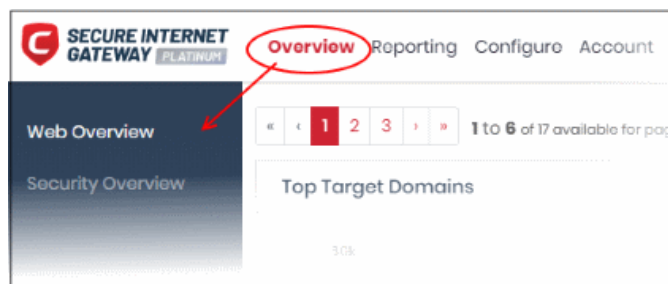 SECURE INTERNET
GATEWAY PLATINUM
Overview Reporting Configure Account
Web Overview
« ‹ 1 2 3 › » 1 to 6 of 17 available for pag
Security Overview
Top Target Domains